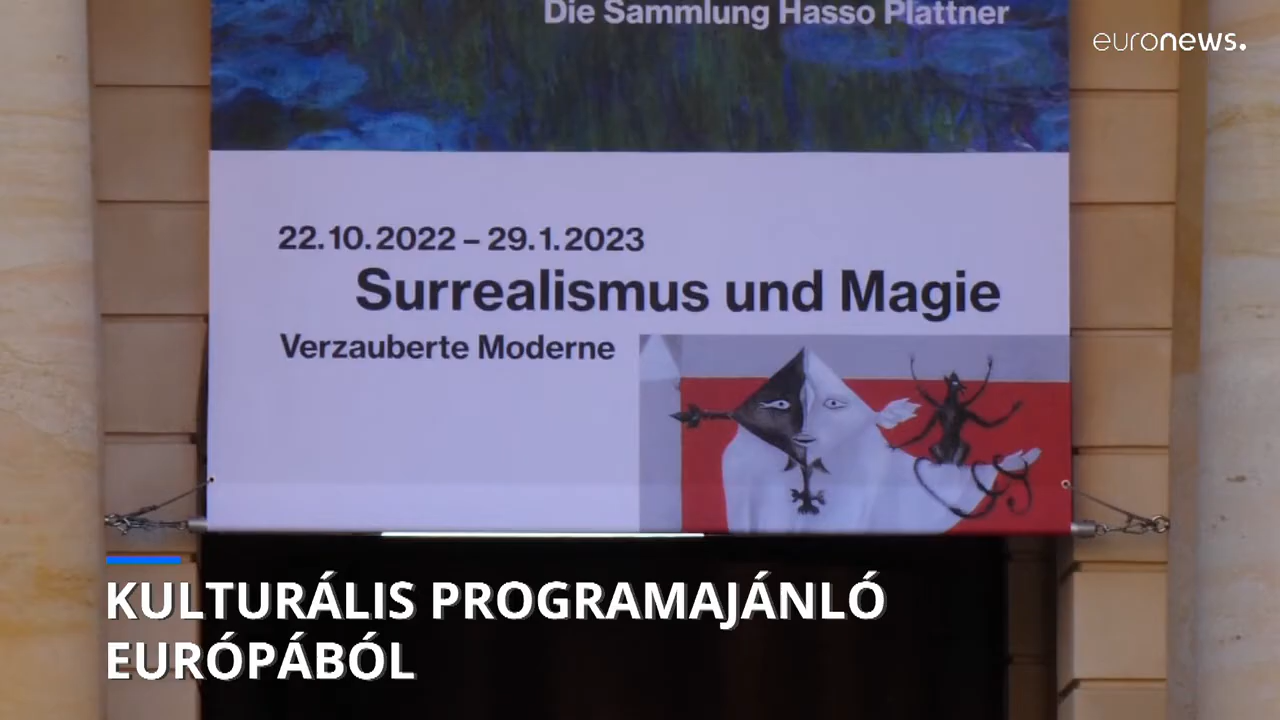 Die Sammlung Hasso Plattner
euronews.
22.10.2022 – 29.1.2023
Surrealismus und Magie
Verzauberte Moderne
KULTURÁLIS PROGRAMAJÁNLÓ
EURÓPÁBÓL